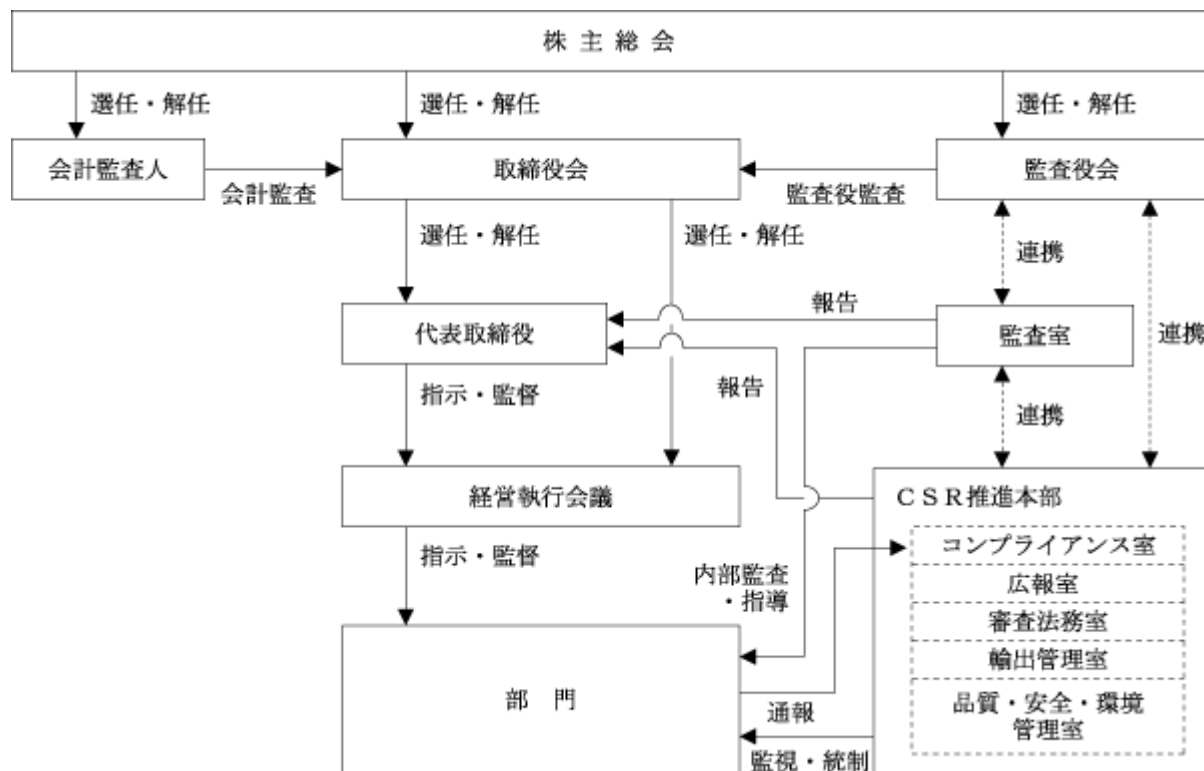 株主総会
選任・解任
選任・解任
選任・解任
会計監査人
取締役会
監査役会
会計監査
監査役監査
選任・解任
選任・解任
連携
報告
代表取締役
監査室
連携
指示・監督
報告
連携
経営執行会議
CSR推進本部
指示・監督
コンプライアンス室
内部監査
・指導
広報室
審査法務室
輸出管理室
部門
品質・安全・環境
管理室
通報
監視・統制